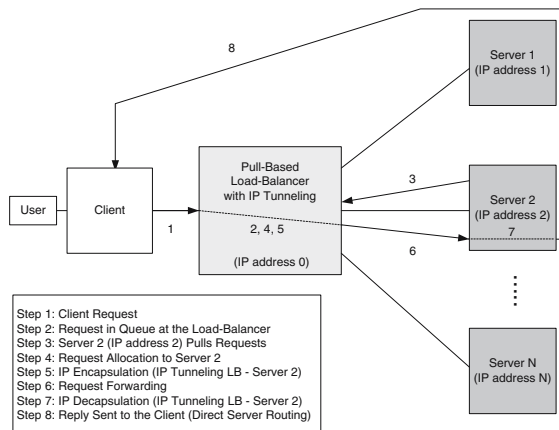 8
Server 1
(IP address 1)
Pull-Based
Load-Balancer
with IP Tunneling
3
Server 2
(IP address 2)
User
Client
1
2, 4, 5
7
6
(IP address 0)
Step 1: Client Request
Step 2: Request in Queue at the Load-Balancer
Step 3: Server 2 (IP address 2) Pulls Requests
Step 4: Request Allocation to Server 2
Step 5: IP Encapsulation (IP Tunneling LB - Server 2)
Step 6: Request Forwarding
Step 7: IP Decapsulation (IP Tunneling LB - Server 2)
Step 8: Reply Sent to the Client (Direct Server Routing)
Server N
(IP address N)